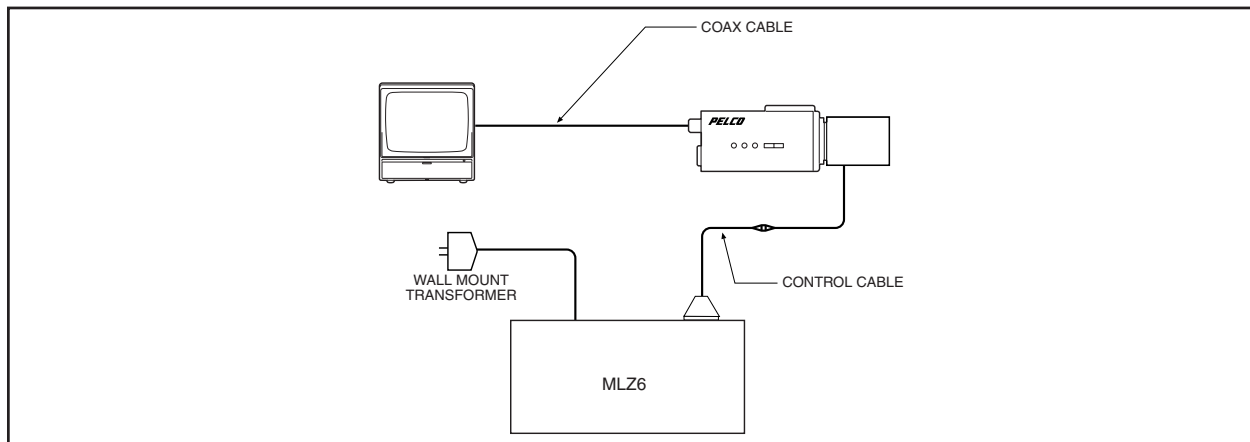 COAX CABLE
PELCO
WALL MOUNT
TRANSFORMER
CONTROL CABLE
MLZ6